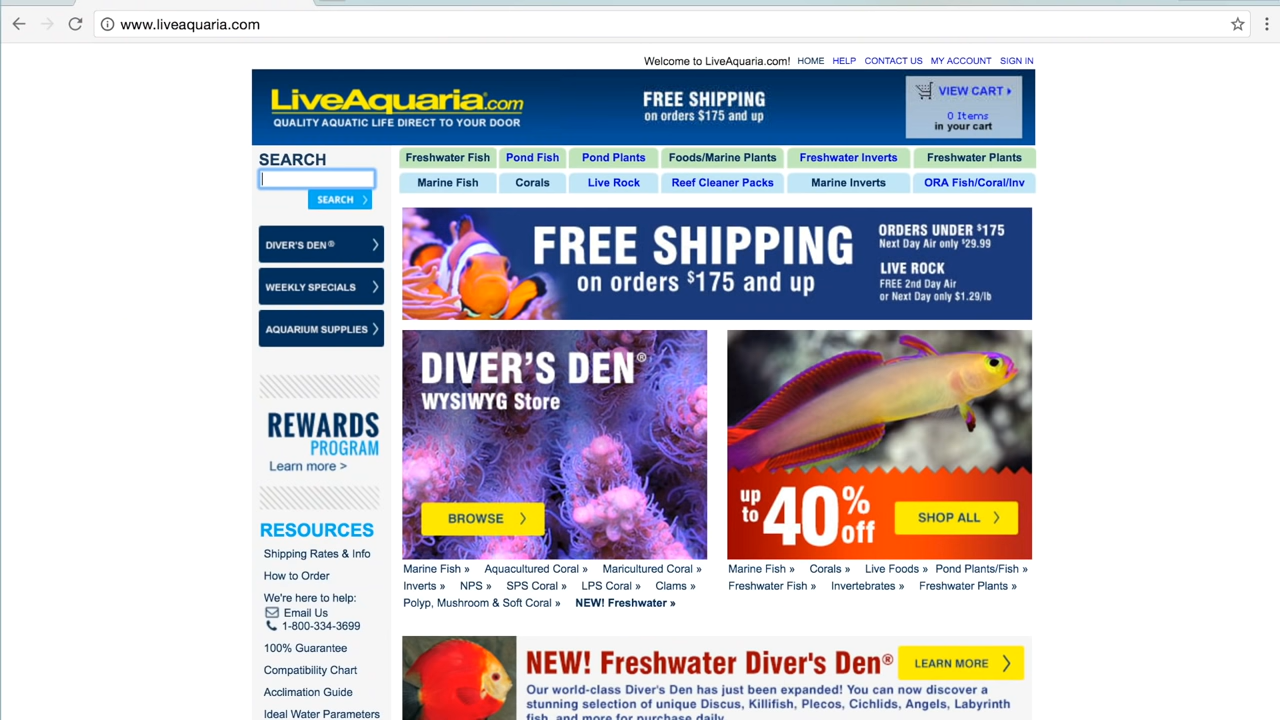 www.liveaquaria.com
Welcome to LiveAquaria.com! HOME HELP CONTACT US MY ACCOUNT SIGN IN
LiveAquaria.com
QUALITY AQUATIC LIFE DIRECT TO YOUR DOOR
FREE SHIPPING
on orders $175 and up
VIEW CART
0 Items
in your cart
SEARCH
SEARCH
Freshwater Fish Pond Fish Pond Plants Foods/Marine Plants Freshwater Inverts Freshwater Plants
Marine Fish Corals Live Rock Reef Cleaner Packs Marine Inverts ORA Fish/Coral/Inv
DIVER'S DEN®
WEEKLY SPECIALS
AQUARIUM SUPPLIES
REWARDS
PROGRAM
Learn more >
RESOURCES
Shipping Rates & Info
How to Order
We're here to help:
Email Us
1-800-334-3699
100% Guarantee
Compatibility Chart
Acclimation Guide
Ideal Water Parameters
FREE SHIPPING
on orders $175 and up
ORDERS UNDER $175
Next Day Air only $29.99
LIVE ROCK
FREE 2nd Day Air
or Next Day only $1.29/lb
DIVER'S DEN®
WYSIWYG Store
BROWSE
Marine Fish » Aquacultured Coral » Maricultured Coral »
Inverts » NPS » SPS Coral » LPS Coral » Clams »
Polyp, Mushroom & Soft Coral » NEW! Freshwater »
up to 40% off
SHOP ALL
Marine Fish » Corals » Live Foods » Pond Plants/Fish »
Freshwater Fish » Invertebrates » Freshwater Plants »
NEW! Freshwater Diver's Den®
LEARN MORE
Our world-class Diver's Den has just been expanded! You can now discover a
stunning selection of unique Discus, Killifish, Plecos, Cichlids, Angels, Labyrinth
fish, and more for purchase daily.